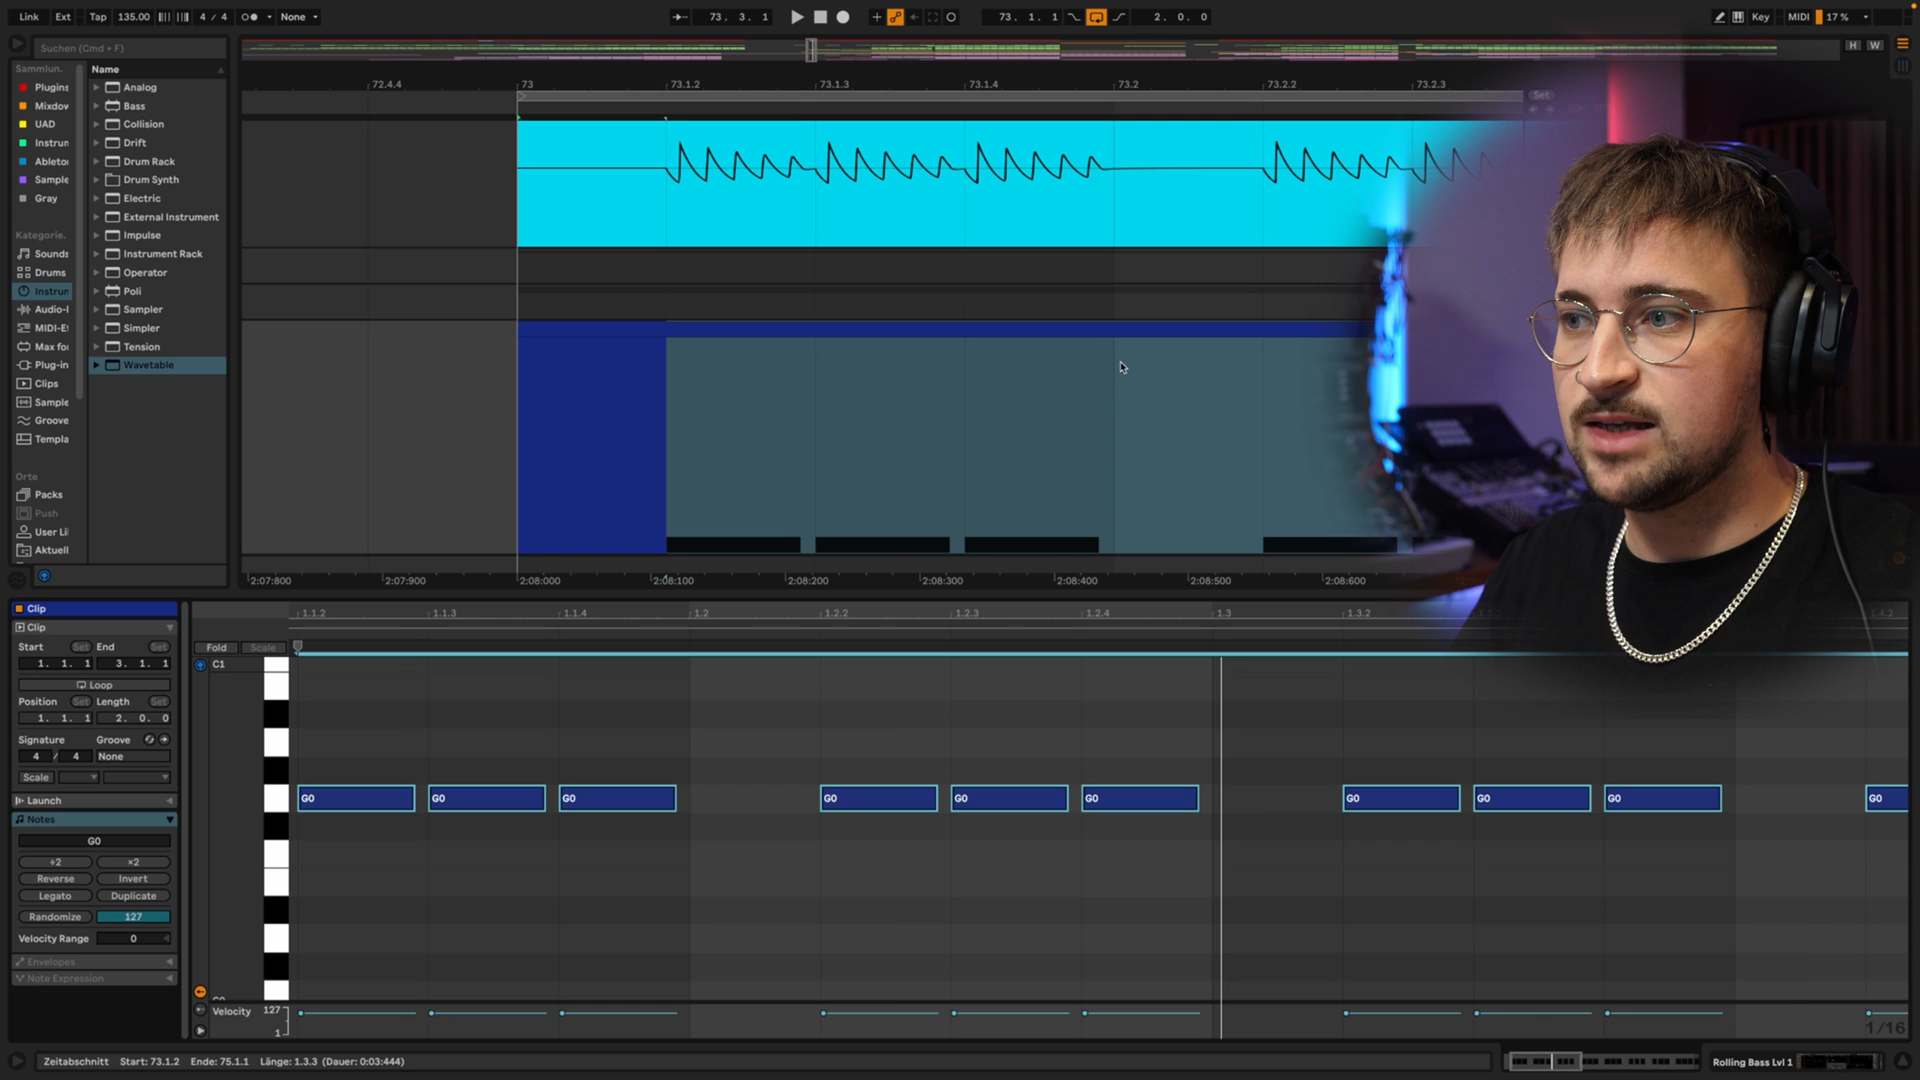 Link Ext Tap 135.00 4 / 4 None 73. 3. 1 73. 1. 1 2. 0. 0 Key MIDI 17 %
Suchen (Cmd + F)
H W
Sammlun.
Name
Plugins
Mixdov
UAD
Instrun
Ableto
Sample
Gray
Kategorie.
Sounds
Drums
Instrun
Audio-I
MIDI-E
Max fo
Plug-in
Clips
Sample
Groove
Templa
Orte
Packs
Push
User Li
Aktuell
Analog
Bass
Collision
Drift
Drum Rack
Drum Synth
Electric
External Instrument
Impulse
Instrument Rack
Operator
Poli
Sampler
Simpler
Tension
Wavetable
72.4.4 73 73.1.2 73.1.3 73.1.4 73.2 73.2.2 73.2.3
Set
2:07:800 2:07:900 2:08:000 2:08:100 2:08:200 2:08:300 2:08:400 2:08:500 2:08:600
Clip
Clip
Start Set End Set
1. 1. 1 3. 1. 1
Loop
Position Set Length Set
1. 1. 1 2. 0. 0
Signature Groove
4 / 4 None
Scale
Launch
Notes
G0
÷2 ×2
Reverse Invert
Legato Duplicate
Randomize 127
Velocity Range 0
Envelopes
Note Expression
1.1.2 1.1.3 1.1.4 1.2 1.2.2 1.2.3 1.2.4 1.3 1.3.2 1.4.2
Fold Scale
C1
G0 G0 G0 G0 G0 G0 G0 G0 G0 G0
Velocity 127
1
1/16
Zeitabschnitt Start: 73.1.2 Ende: 75.1.1 Länge: 1.3.3 (Dauer: 0:03:444)
Rolling Bass Lvl 1